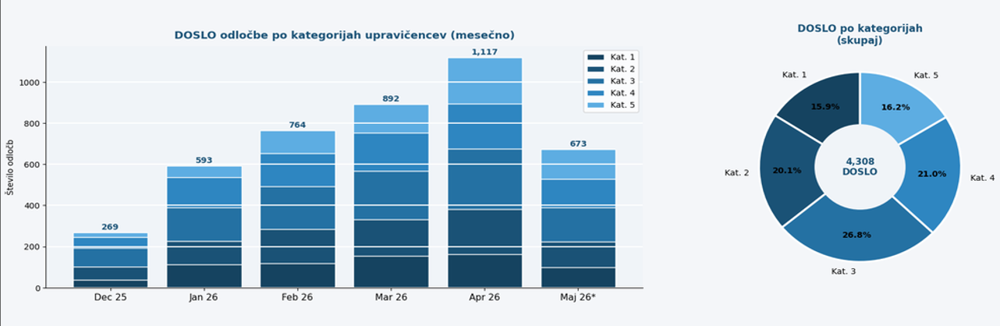 DOSLO odločbe po kategorijah upravičencev (mesečno)
Število odločb
0
200
400
600
800
1000
269
593
764
892
1,117
673
Dec 25
Jan 26
Feb 26
Mar 26
Apr 26
Maj 26*
Kat. 1
Kat. 2
Kat. 3
Kat. 4
Kat. 5
DOSLO po kategorijah
(skupaj)
Kat. 1
15.9%
Kat. 2
20.1%
Kat. 3
26.8%
Kat. 4
21.0%
Kat. 5
16.2%
4,308
DOSLO